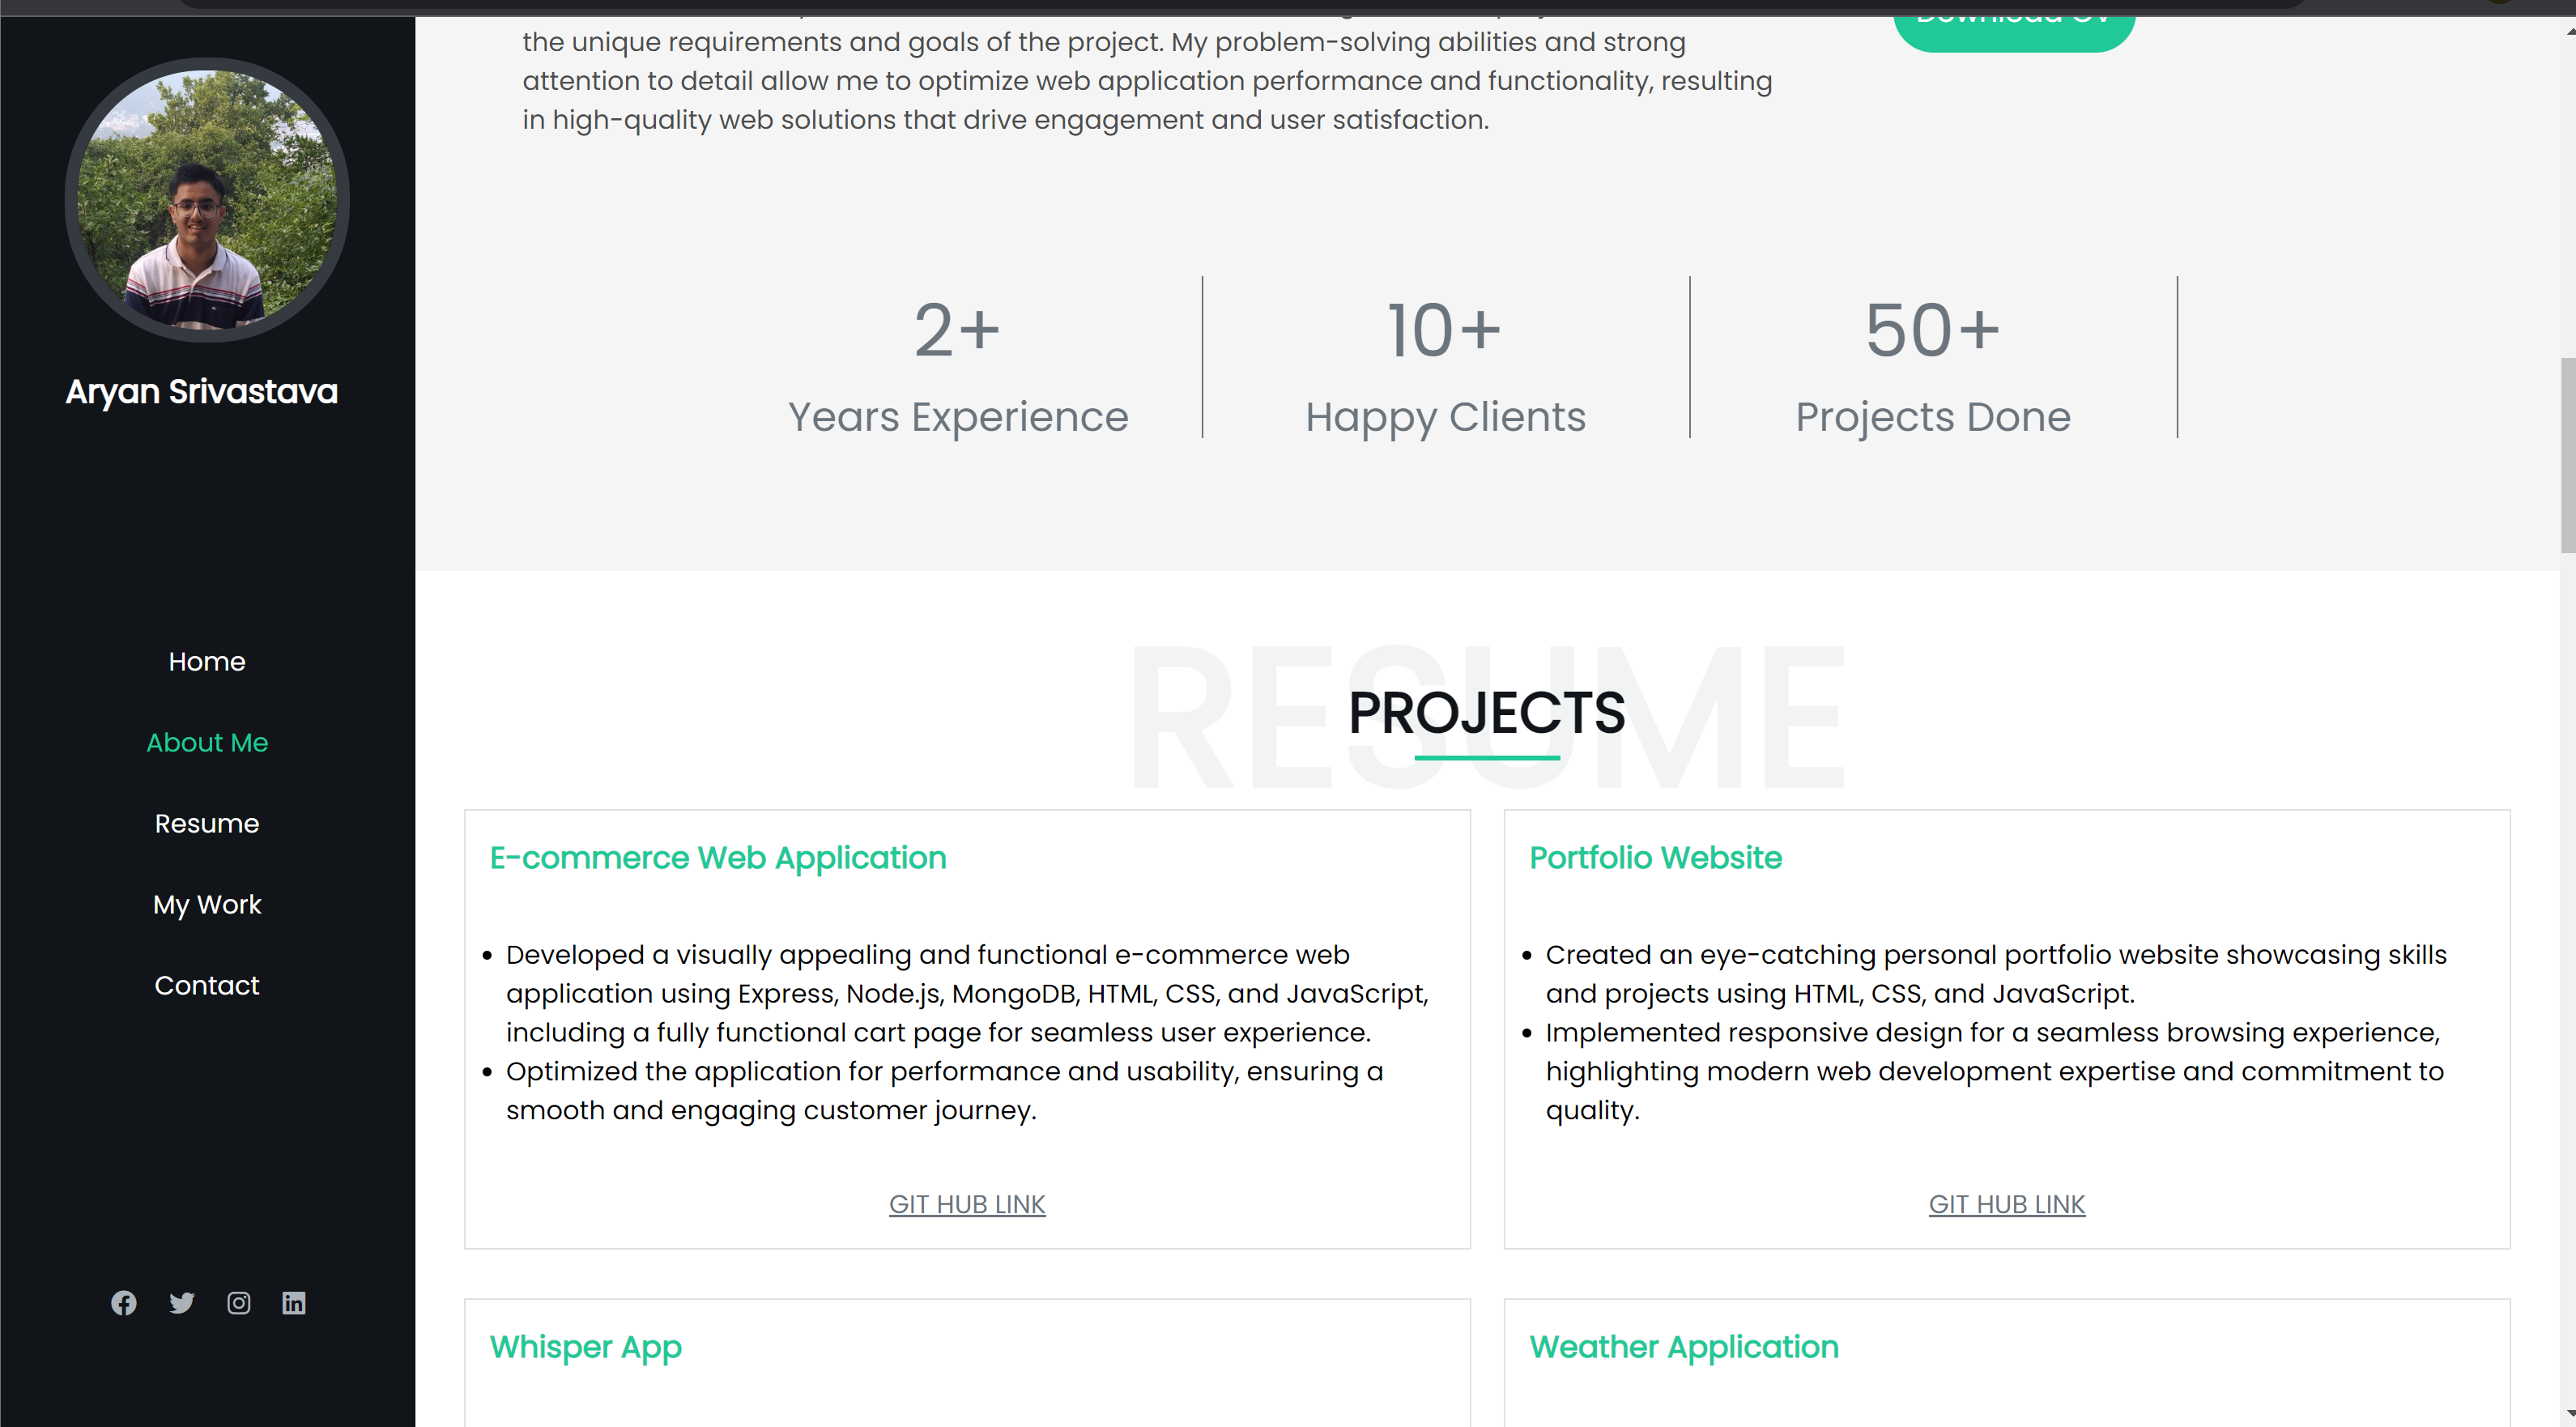 Download CV
the unique requirements and goals of the project. My problem-solving abilities and strong
attention to detail allow me to optimize web application performance and functionality, resulting
in high-quality web solutions that drive engagement and user satisfaction.
Aryan Srivastava
Home
About Me
Resume
My Work
Contact
2+
Years Experience
10+
Happy Clients
50+
Projects Done
RESUME
PROJECTS
E-commerce Web Application
Developed a visually appealing and functional e-commerce web
application using Express, Node.js, MongoDB, HTML, CSS, and JavaScript,
including a fully functional cart page for seamless user experience.
Optimized the application for performance and usability, ensuring a
smooth and engaging customer journey.
GIT HUB LINK
Portfolio Website
Created an eye-catching personal portfolio website showcasing skills
and projects using HTML, CSS, and JavaScript.
Implemented responsive design for a seamless browsing experience,
highlighting modern web development expertise and commitment to
quality.
GIT HUB LINK
Whisper App
Weather Application